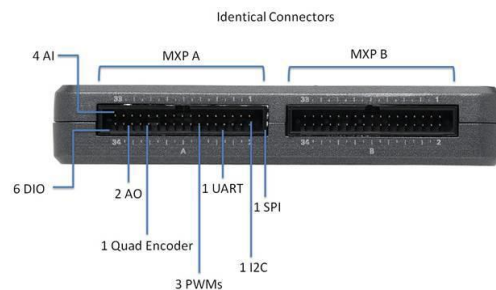 Identical Connectors
MXP A
MXP B
4 AI
33
1
33
1
34
A
2
34
B
2
6 DIO
2 AO
1 UART
1 SPI
1 Quad Encoder
1 I2C
3 PWMs